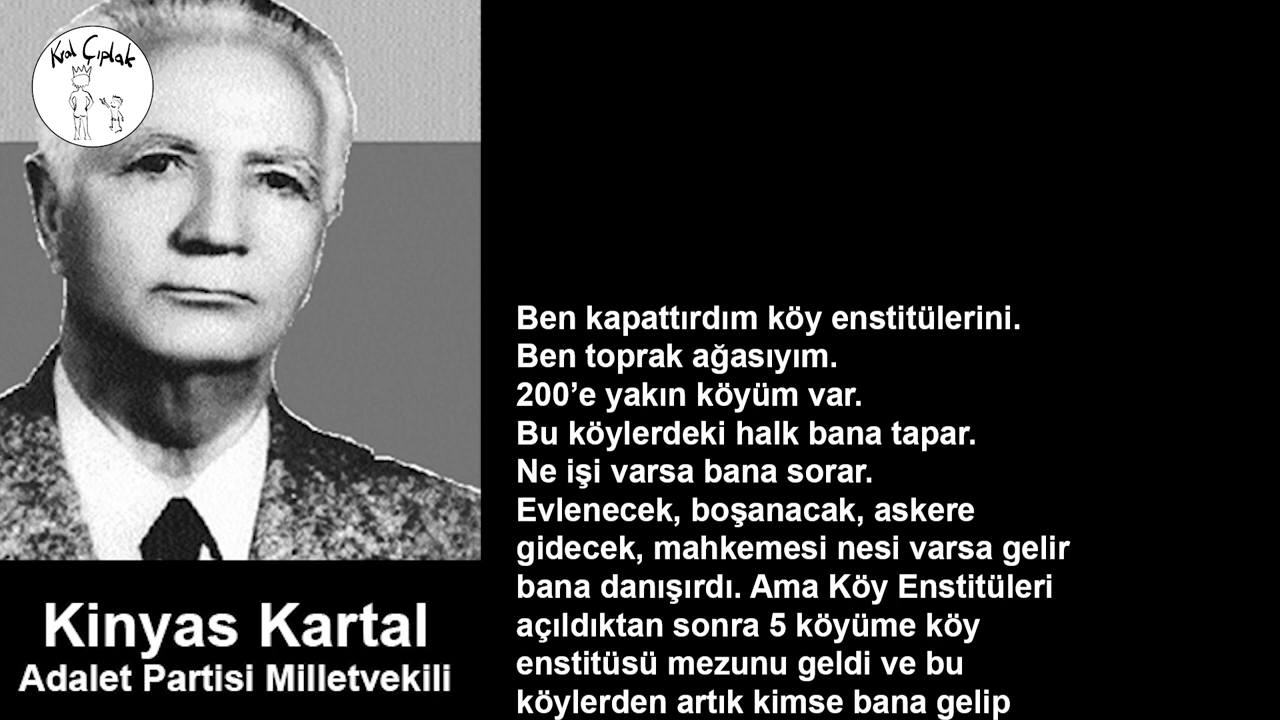 Kral Çıplak
Ben kapattırdım köy enstitülerini.
Ben toprak ağasıyım.
200’e yakın köyüm var.
Bu köylerdeki halk bana tapar.
Ne işi varsa bana sorar.
Evlenecek, boşanacak, askere
gidecek, mahkemesi nesi varsa gelir
bana danışırdı. Ama Köy Enstitüleri
açıldıktan sonra 5 köyüme köy
enstitüsü mezunu geldi ve bu
köylerden artık kimse bana gelip
Kinyas Kartal
Adalet Partisi Milletvekili